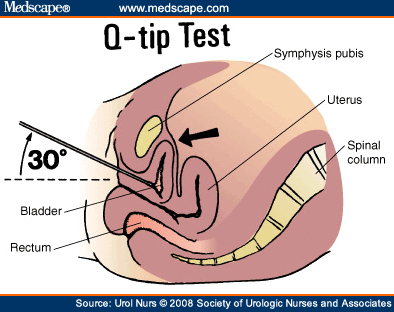 Medscape® www.medscape.com
Q-tip Test
Symphysis pubis
Uterus
Spinal
column
30°
Bladder
Rectum
Source: Urol Nurs © 2008 Society of Urologic Nurses and Associates